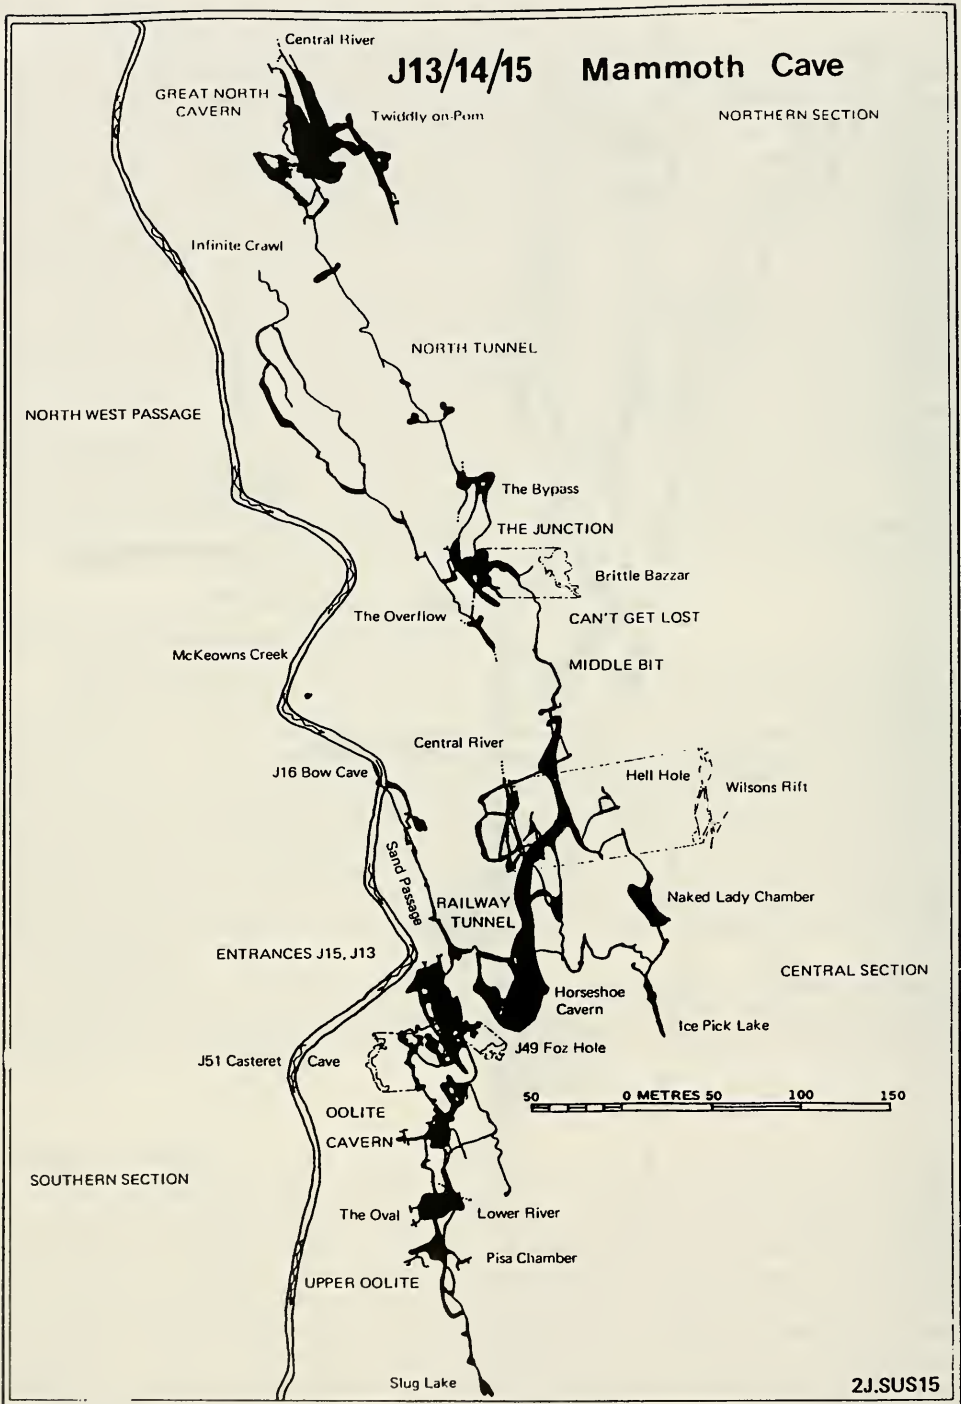 Central River
J13/14/15 Mammoth Cave
GREAT NORTH
CAVERN
Twiddly on-Pom
NORTHERN SECTION
Infinite Crawl
NORTH TUNNEL
NORTH WEST PASSAGE
The Bypass
THE JUNCTION
Brittle Bazzar
The Overflow
CAN'T GET LOST
McKeowns Creek
MIDDLE BIT
Central River
J16 Bow Cave
Hell Hole
Wilsons Rift
Sand Passage
RAILWAY
TUNNEL
Naked Lady Chamber
ENTRANCES J15, J13
CENTRAL SECTION
Horseshoe
Cavern
Ice Pick Lake
J49 Foz Hole
J51 Casteret Cave
50 0 METRES 50 100 150
OOLITE
CAVERN
SOUTHERN SECTION
The Oval
Lower River
Pisa Chamber
UPPER OOLITE
Slug Lake
2J.SUS15